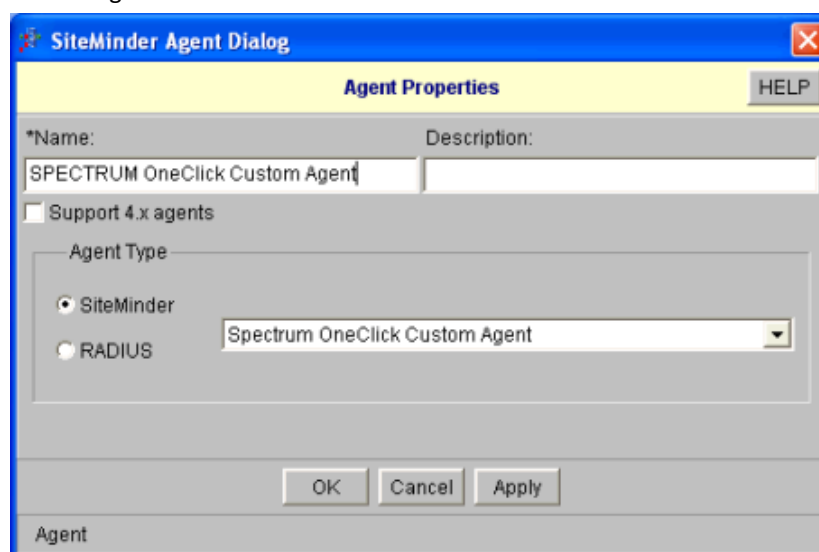 SiteMinder Agent Dialog
Agent Properties
HELP
*Name:
Description:
SPECTRUM OneClick Custom Agent
Support 4.x agents
Agent Type
SiteMinder
Spectrum OneClick Custom Agent
RADIUS
OK
Cancel
Apply
Agent